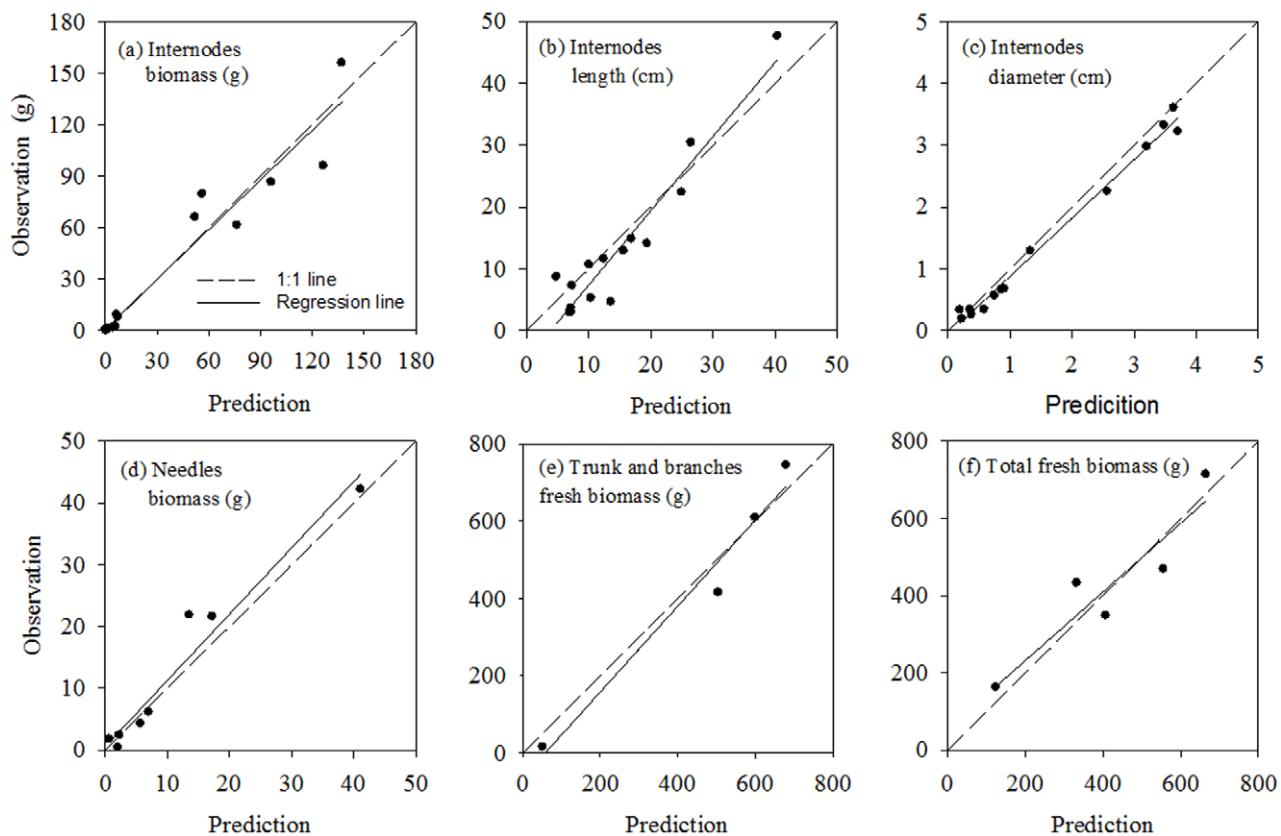 180
150
120
90
60
30
0
(a) Internodes
biomass (g)
1:1 line
Regression line
0 30 60 90 120 150 180
Prediction
Observation (g)
50
40
30
20
10
0
(b) Internodes
length (cm)
0 10 20 30 40 50
Prediction
5
4
3
2
1
0
(c) Internodes
diameter (cm)
0 1 2 3 4 5
Predicition
50
40
30
20
10
0
(d) Needles
biomass (g)
0 10 20 30 40 50
Prediction
Observation
800
600
400
200
0
(e) Trunk and branches
fresh biomass (g)
0 200 400 600 800
Prediction
800
600
400
200
0
(f) Total fresh biomass (g)
200 400 600 800
Prediction